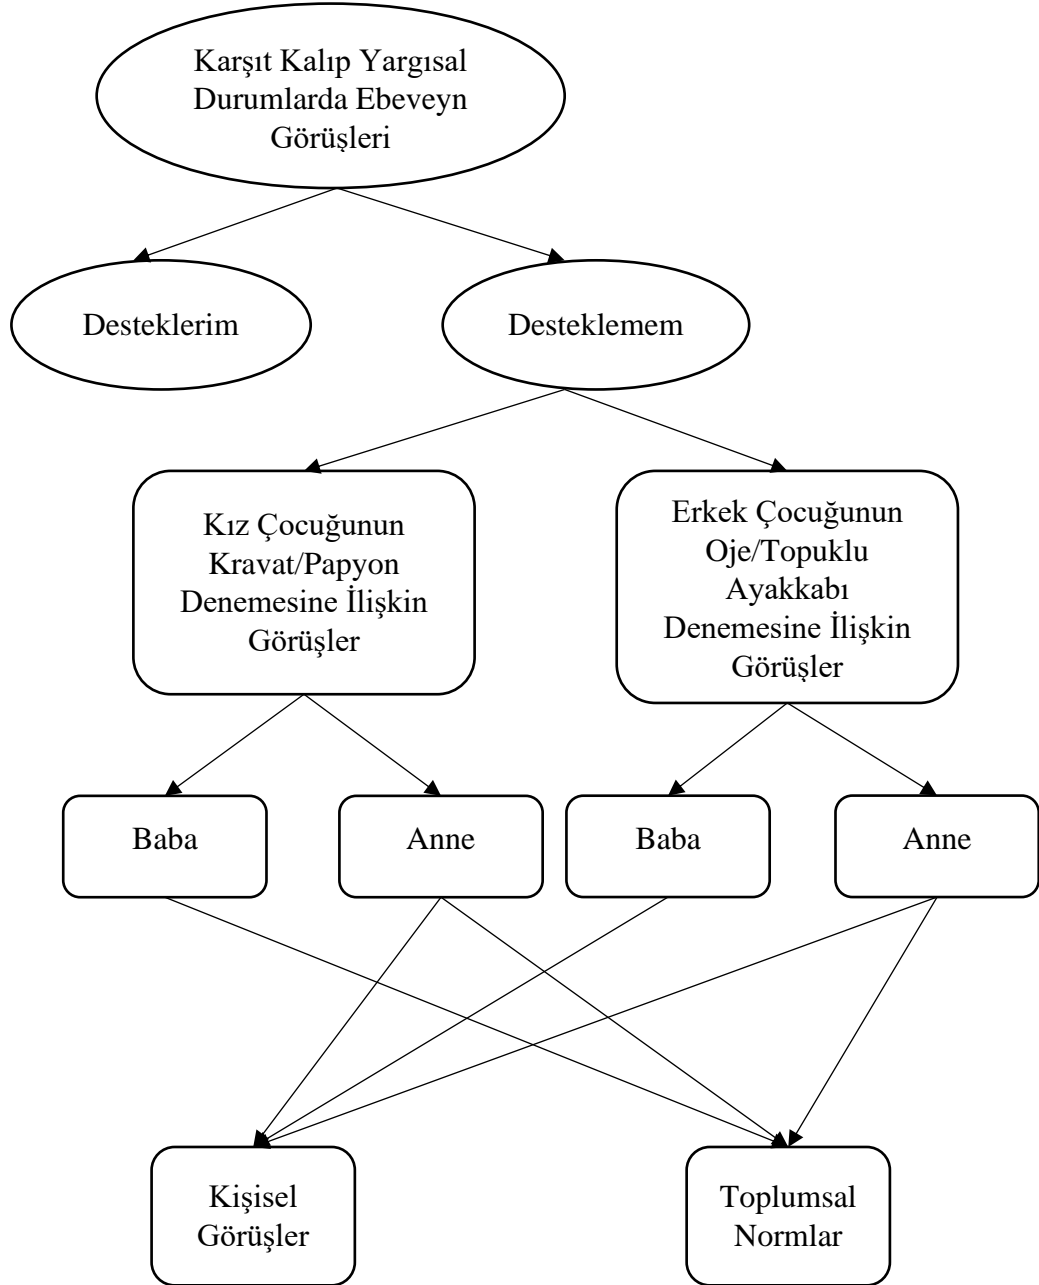 Karşıt Kalıp Yargısal
Durumlarda Ebeveyn
Görüşleri
Desteklerim
Desteklemem
Kız Çocuğunun
Kravat/Papyon
Denemesine İlişkin
Görüşler
Erkek Çocuğunun
Oje/Topuklu
Ayakkabı
Denemesine İlişkin
Görüşler
Baba
Anne
Baba
Anne
Kişisel
Görüşler
Toplumsal
Normlar